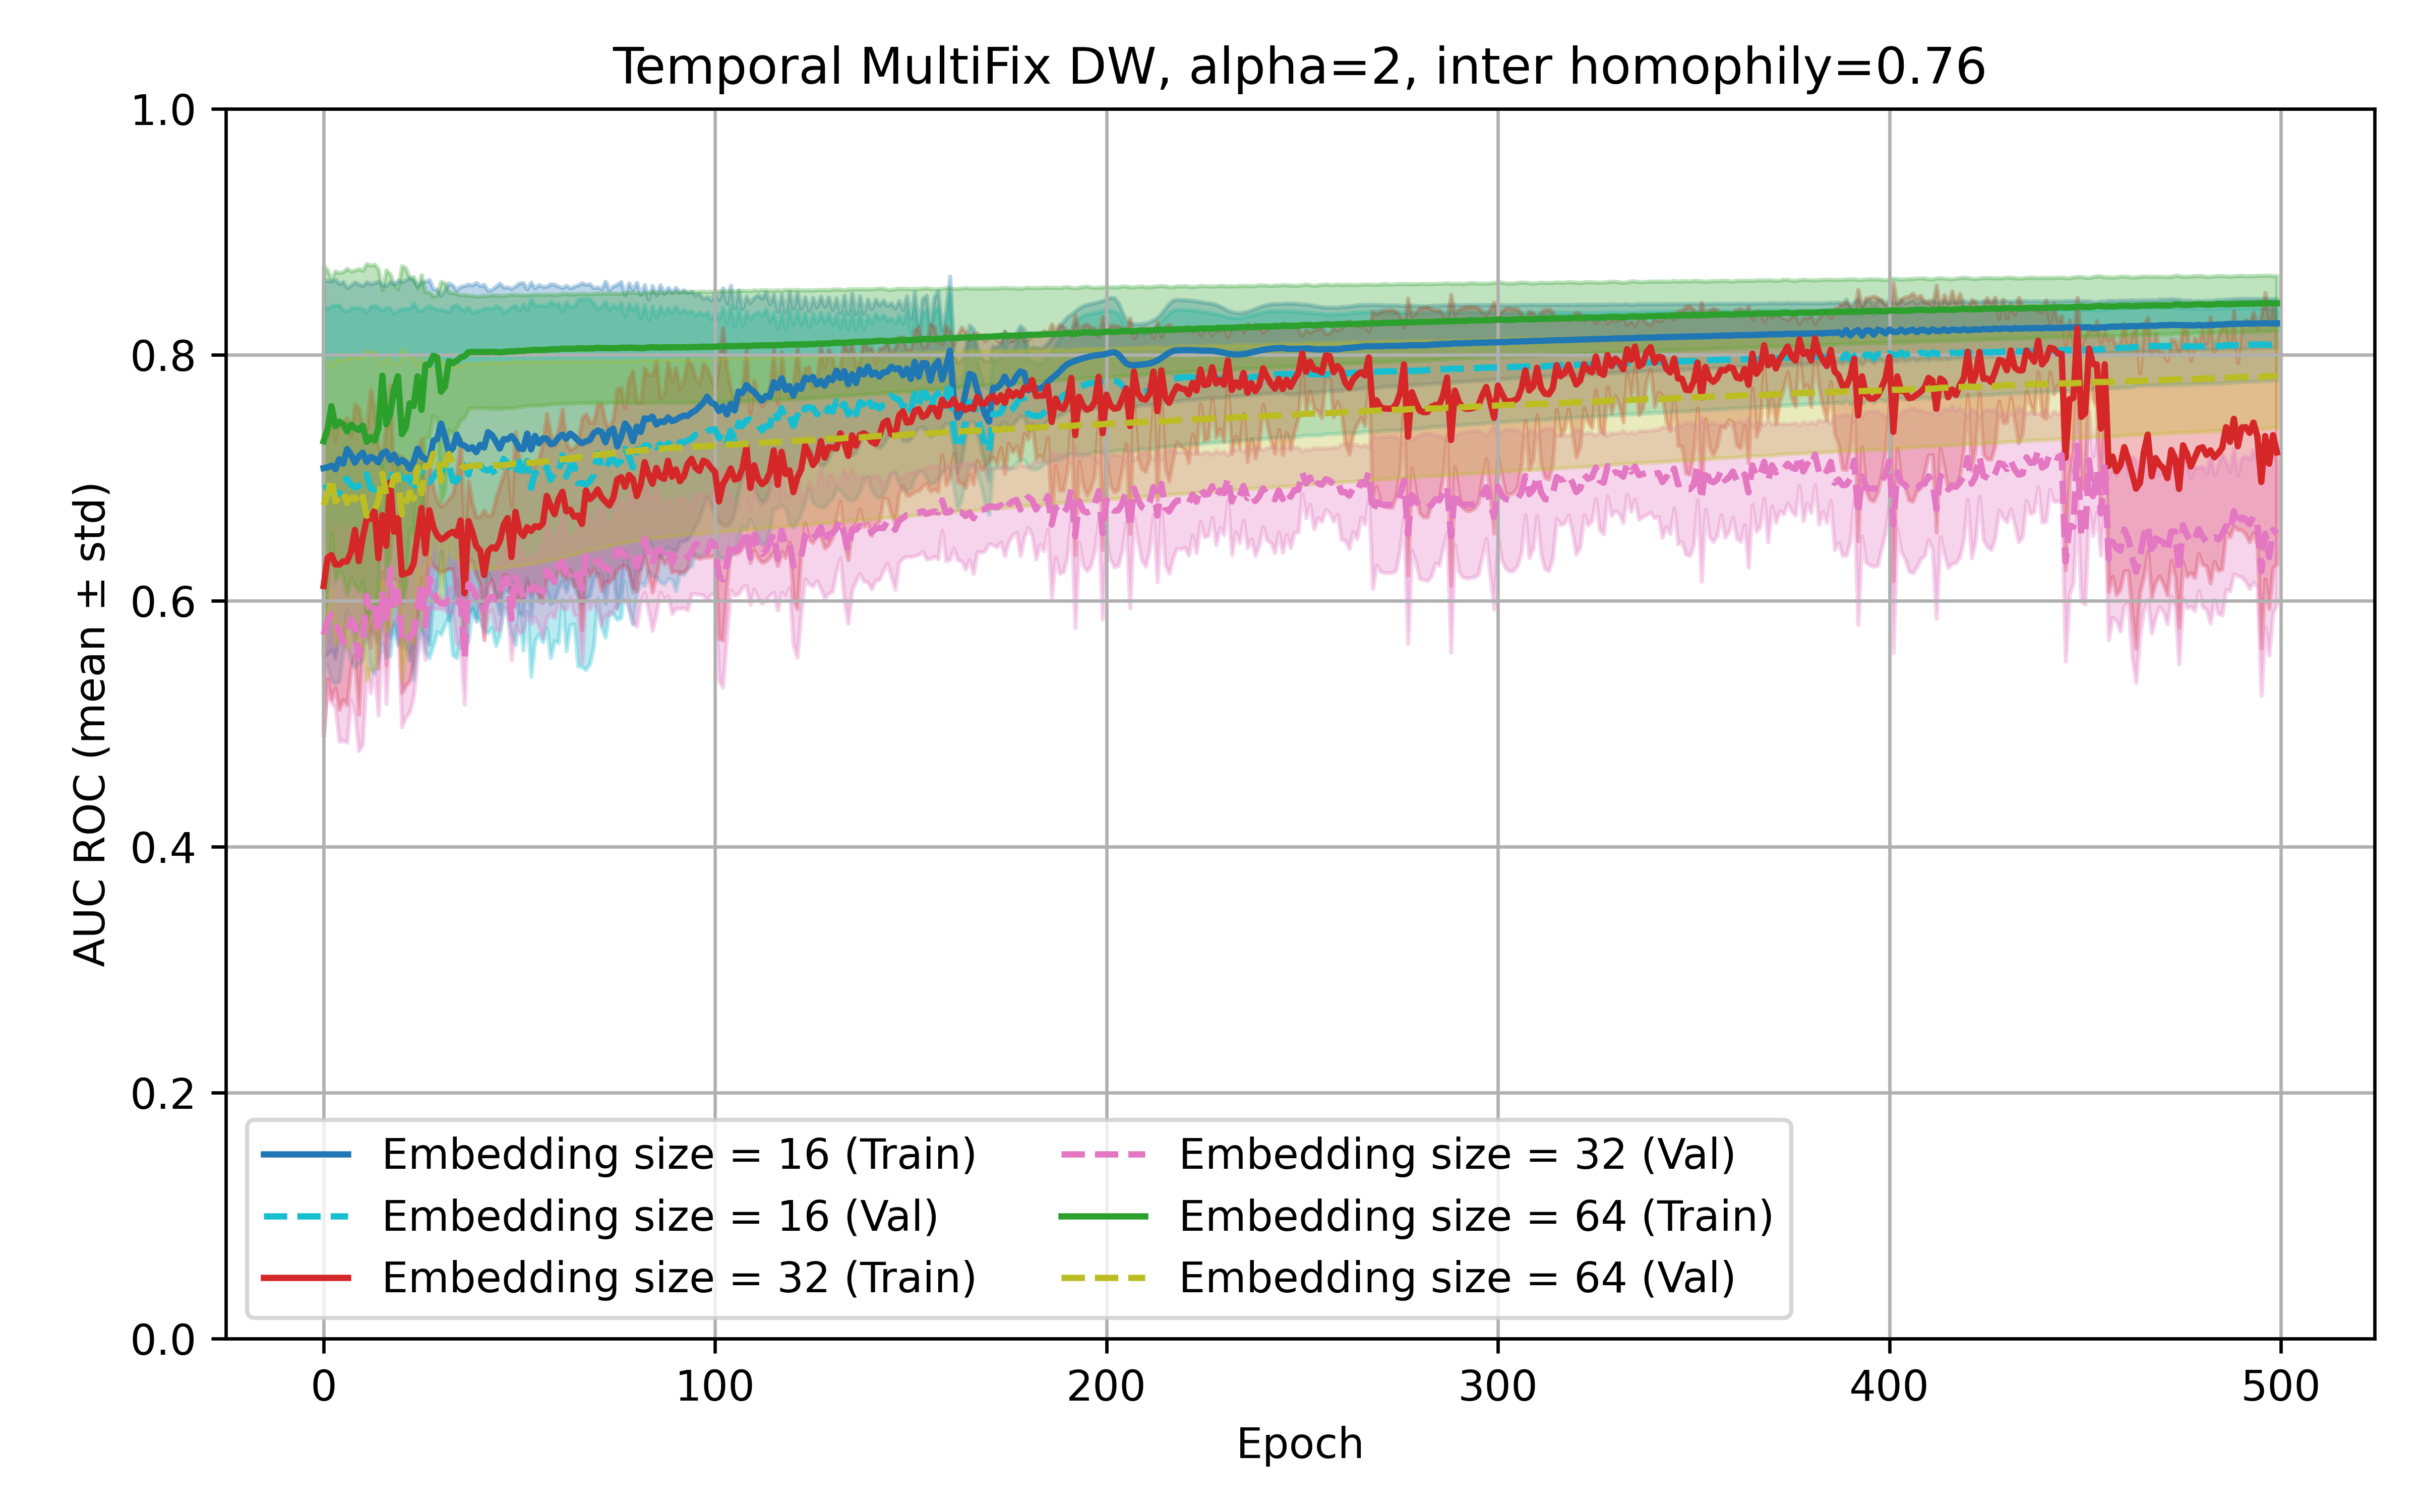 Temporal MultiFix DW, alpha=2, inter homophily=0.76
1.0
0.8
0.6
0.4
0.2
0.0
AUC ROC (mean ± std)
Embedding size = 16 (Train)
Embedding size = 16 (Val)
Embedding size = 32 (Train)
Embedding size = 32 (Val)
Embedding size = 64 (Train)
Embedding size = 64 (Val)
0 100 200 300 400 500
Epoch